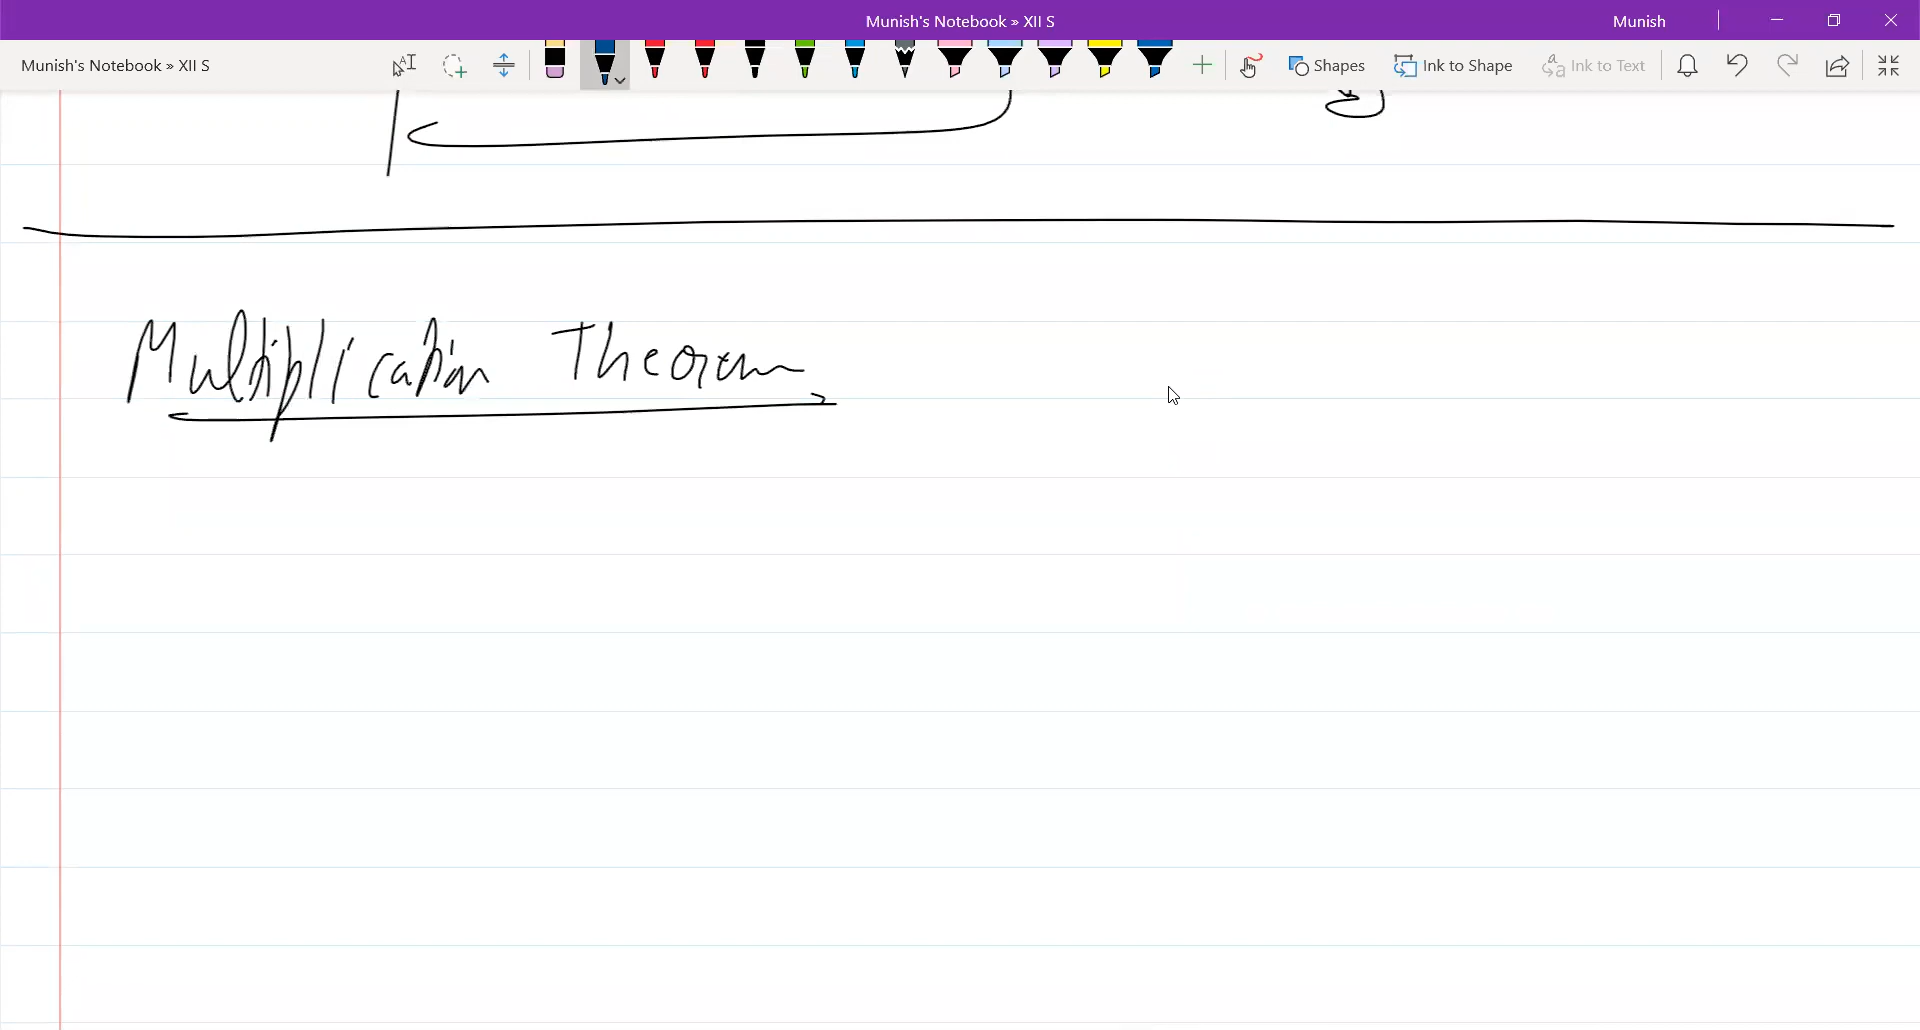 Munish's Notebook » XII S
Munish
Munish's Notebook » XII S
Shapes
Ink to Shape
Ink to Text
Multiplication Theorem